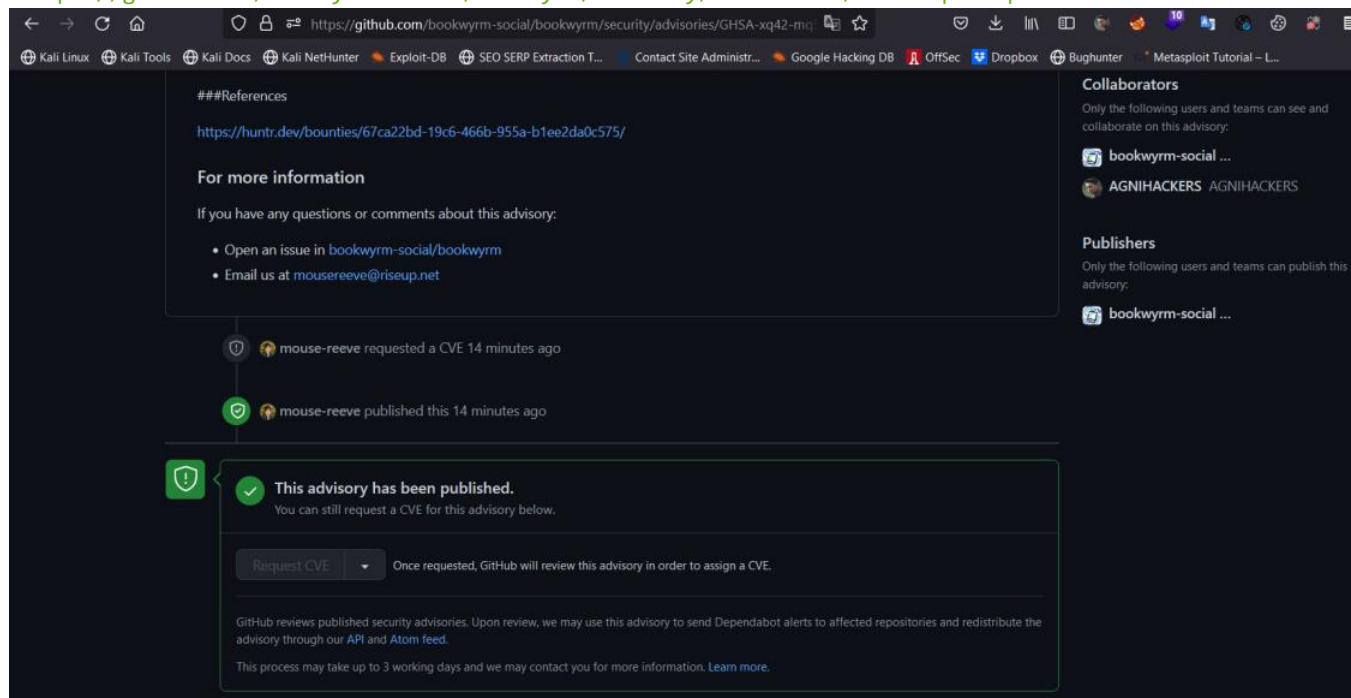 https://github.com/bookwyrm-social/bookwyrm/security/advisories/GHSA-xq42-mq
Kali Linux Kali Tools Kali Docs Kali NetHunter Exploit-DB SEO SERP Extraction T... Contact Site Administr... Google Hacking DB OffSec Dropbox Bughunter Metasploit Tutorial – L...
###References
https://huntr.dev/bounties/67ca22bd-19c6-466b-955a-b1ee2da0c575/
For more information
If you have any questions or comments about this advisory:
• Open an issue in bookwyrm-social/bookwyrm
• Email us at mousereeve@riseup.net
mouse-reeve requested a CVE 14 minutes ago
mouse-reeve published this 14 minutes ago
This advisory has been published.
You can still request a CVE for this advisory below.
Request CVE
Once requested, GitHub will review this advisory in order to assign a CVE.
GitHub reviews published security advisories. Upon review, we may use this advisory to send Dependabot alerts to affected repositories and redistribute the
advisory through our API and Atom feed.
This process may take up to 3 working days and we may contact you for more information. Learn more.
Collaborators
Only the following users and teams can see and
collaborate on this advisory:
bookwyrm-social ...
AGNIHACKERS AGNIHACKERS
Publishers
Only the following users and teams can publish this
advisory:
bookwyrm-social ...
10